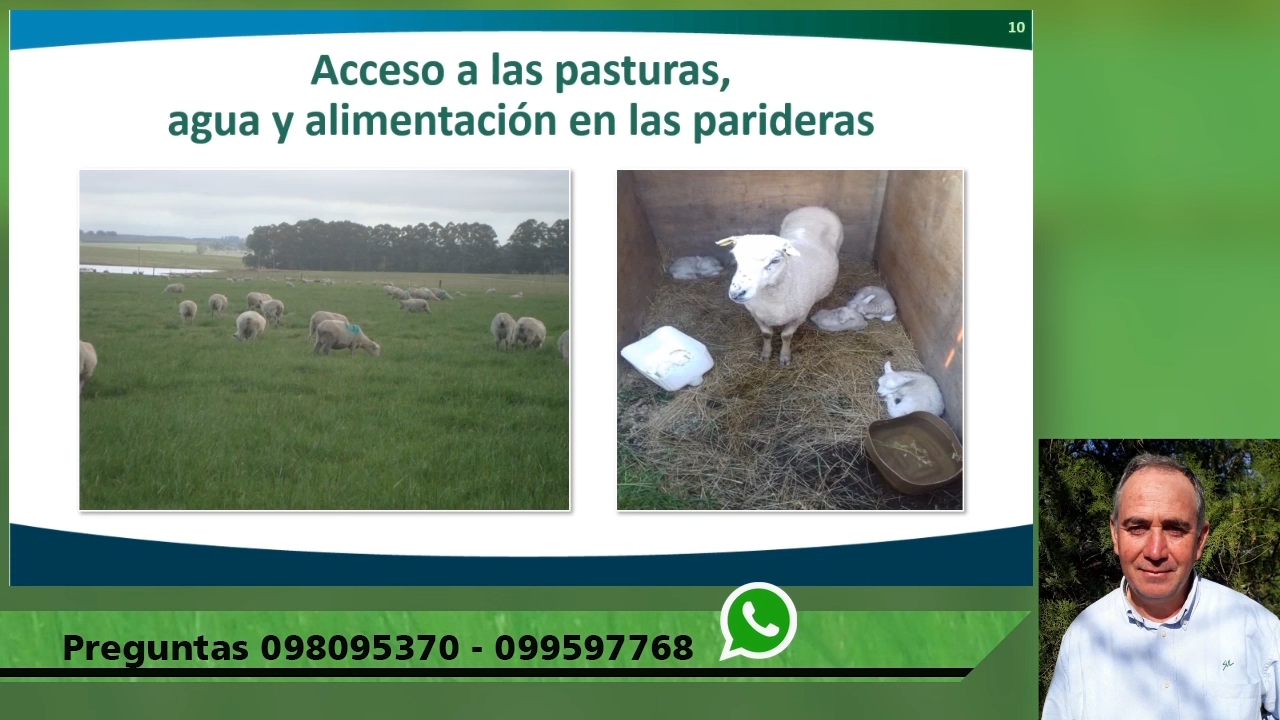 10
Acceso a las pasturas,
agua y alimentación en las parideras
Preguntas 098095370 - 099597768